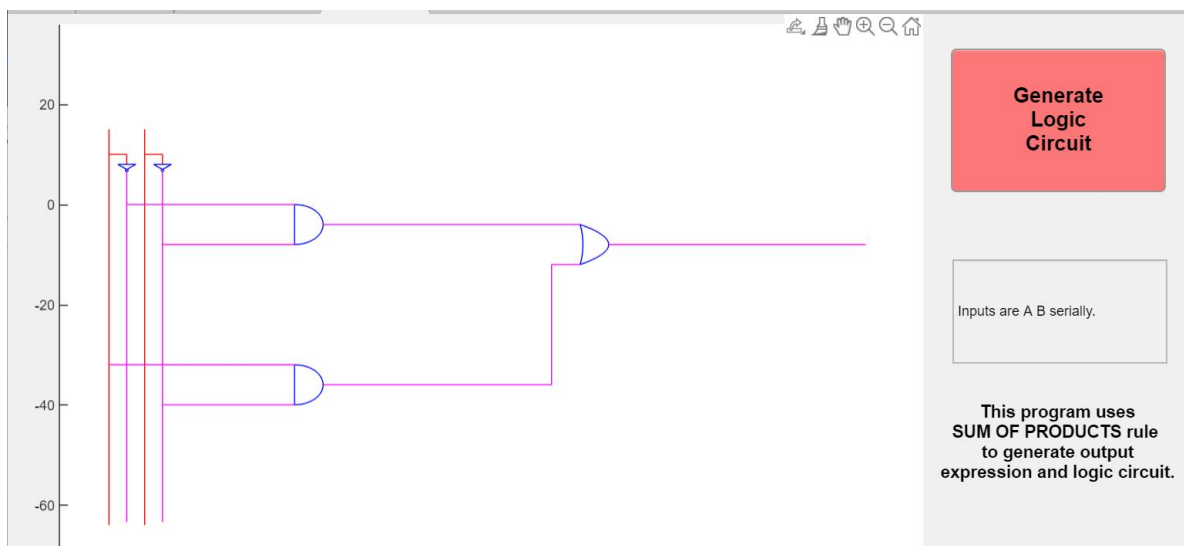 20
0
-20
-40
-60
Generate
Logic
Circuit
Inputs are A B serially.
This program uses
SUM OF PRODUCTS rule
to generate output
expression and logic circuit.